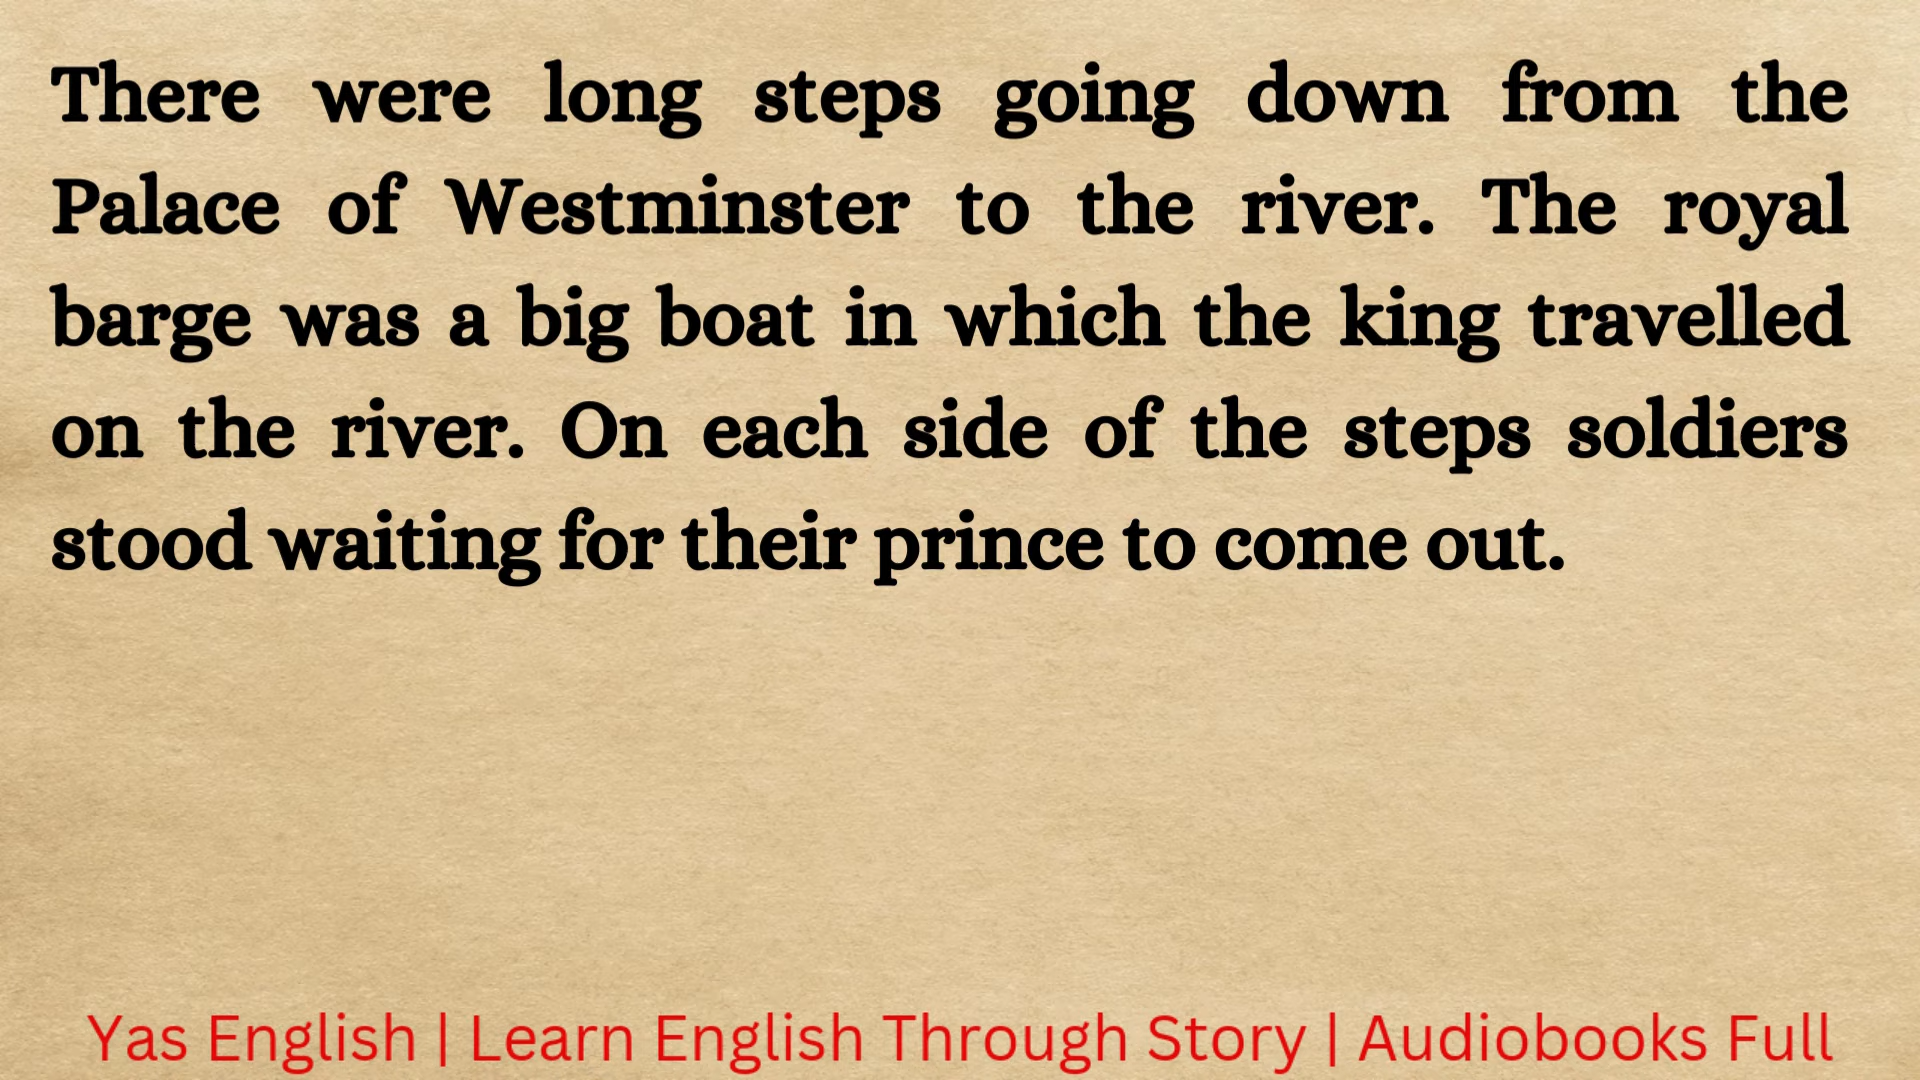 There were long steps going down from the
Palace of Westminster to the river. The royal
barge was a big boat in which the king travelled
on the river. On each side of the steps soldiers
stood waiting for their prince to come out.
Yas English | Learn English Through Story | Audiobooks Full